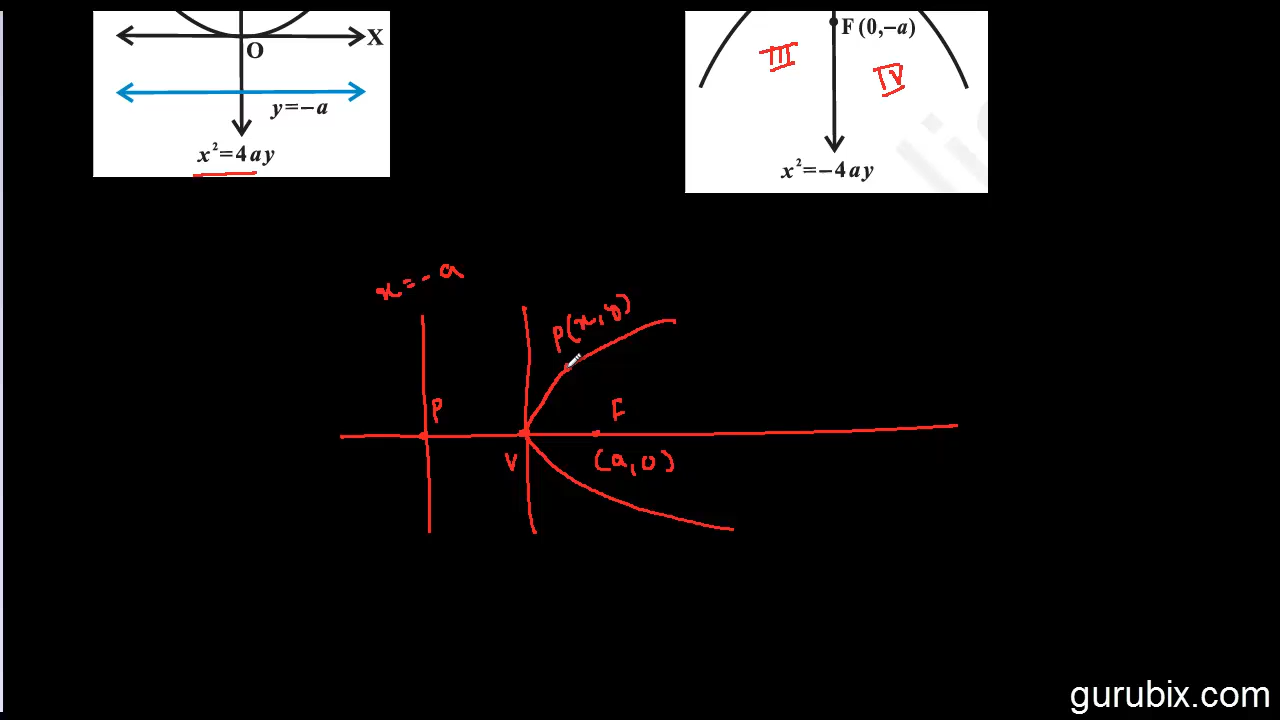 X
O
y=−a
x²=4ay
F (0,−a)
III
IV
x²=−4ay
x=-a
P(x,y)
P
F
V
(a,0)
gurubix.com